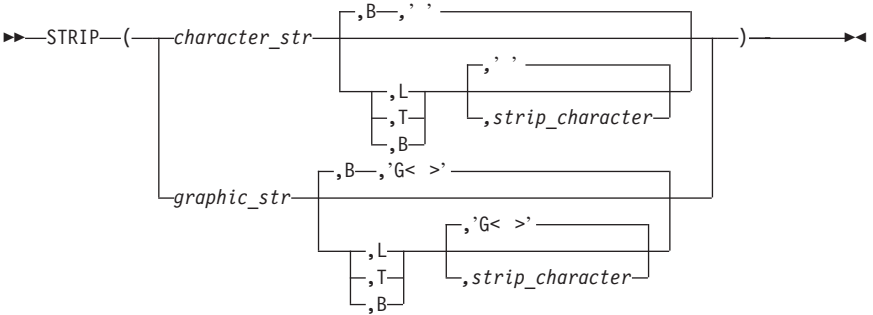 ,B ,’ ’
STRIP ( character_str )
,’ ’
,L
,T ,strip_character
,B
,B ,’G< >’
graphic_str
,’G< >’
,L
,T ,strip_character
,B